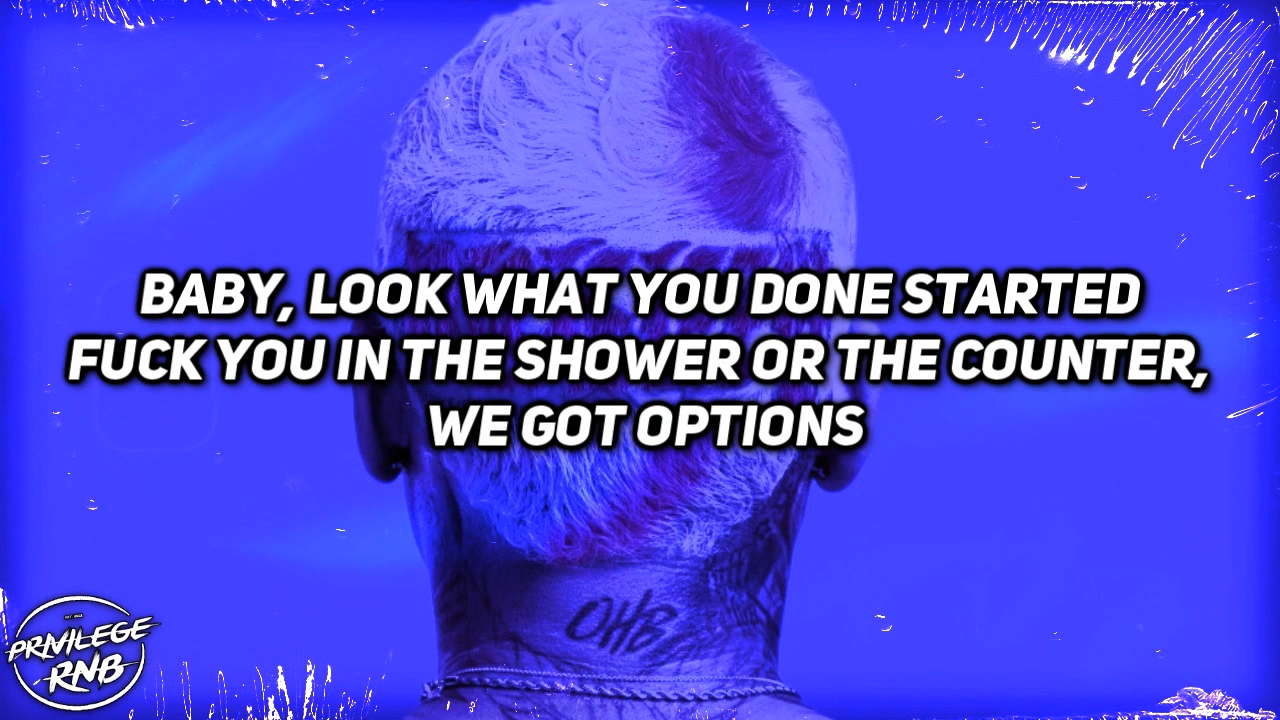 BABY, LOOK WHAT YOU DONE STARTED
FUCK YOU IN THE SHOWER OR THE COUNTER,
WE GOT OPTIONS
OHB
PRIVILEGE
RNB